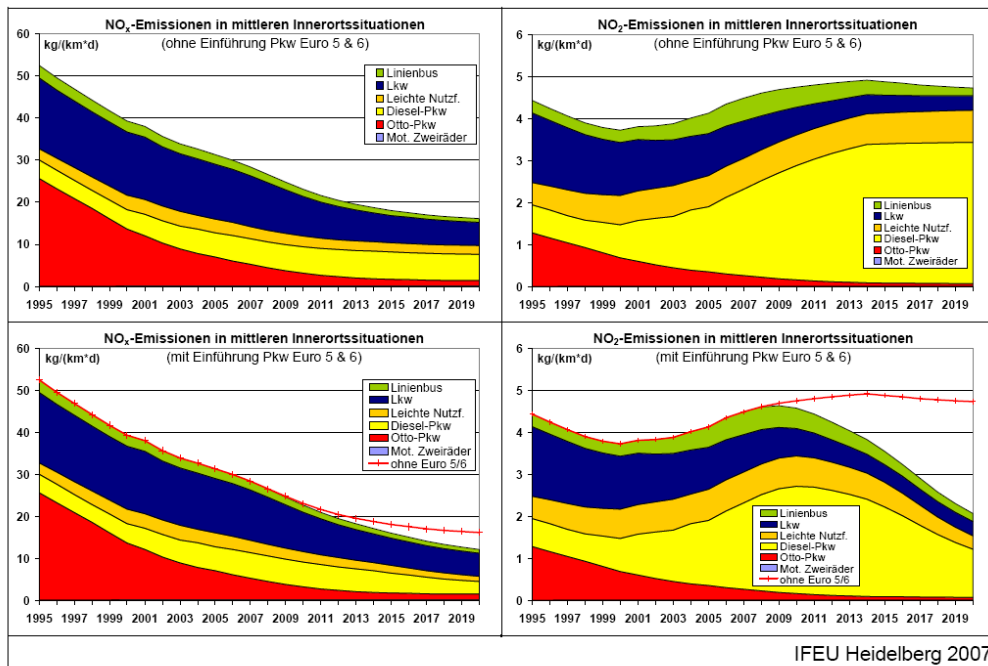 NOₓ-Emissionen in mittleren Innerortssituationen
(ohne Einführung Pkw Euro 5 & 6)
kg/(km*d)
60
50
40
30
20
10
0
Linienbus
Lkw
Leichte Nutzf.
Diesel-Pkw
Otto-Pkw
Mot. Zweiräder
1995 1997 1999 2001 2003 2005 2007 2009 2011 2013 2015 2017 2019
NO₂-Emissionen in mittleren Innerortssituationen
(ohne Einführung Pkw Euro 5 & 6)
kg/(km*d)
6
5
4
3
2
1
0
Linienbus
Lkw
Leichte Nutzf.
Diesel-Pkw
Otto-Pkw
Mot. Zweiräder
1995 1997 1999 2001 2003 2005 2007 2009 2011 2013 2015 2017 2019
NOₓ-Emissionen in mittleren Innerortssituationen
(mit Einführung Pkw Euro 5 & 6)
kg/(km*d)
60
50
40
30
20
10
0
Linienbus
Lkw
Leichte Nutzf.
Diesel-Pkw
Otto-Pkw
Mot. Zweiräder
ohne Euro 5/6
1995 1997 1999 2001 2003 2005 2007 2009 2011 2013 2015 2017 2019
NO₂-Emissionen in mittleren Innerortssituationen
(mit Einführung Pkw Euro 5 & 6)
kg/(km*d)
6
5
4
3
2
1
0
Linienbus
Lkw
Leichte Nutzf.
Diesel-Pkw
Otto-Pkw
Mot. Zweiräder
ohne Euro 5/6
1995 1997 1999 2001 2003 2005 2007 2009 2011 2013 2015 2017 2019
IFEU Heidelberg 2007